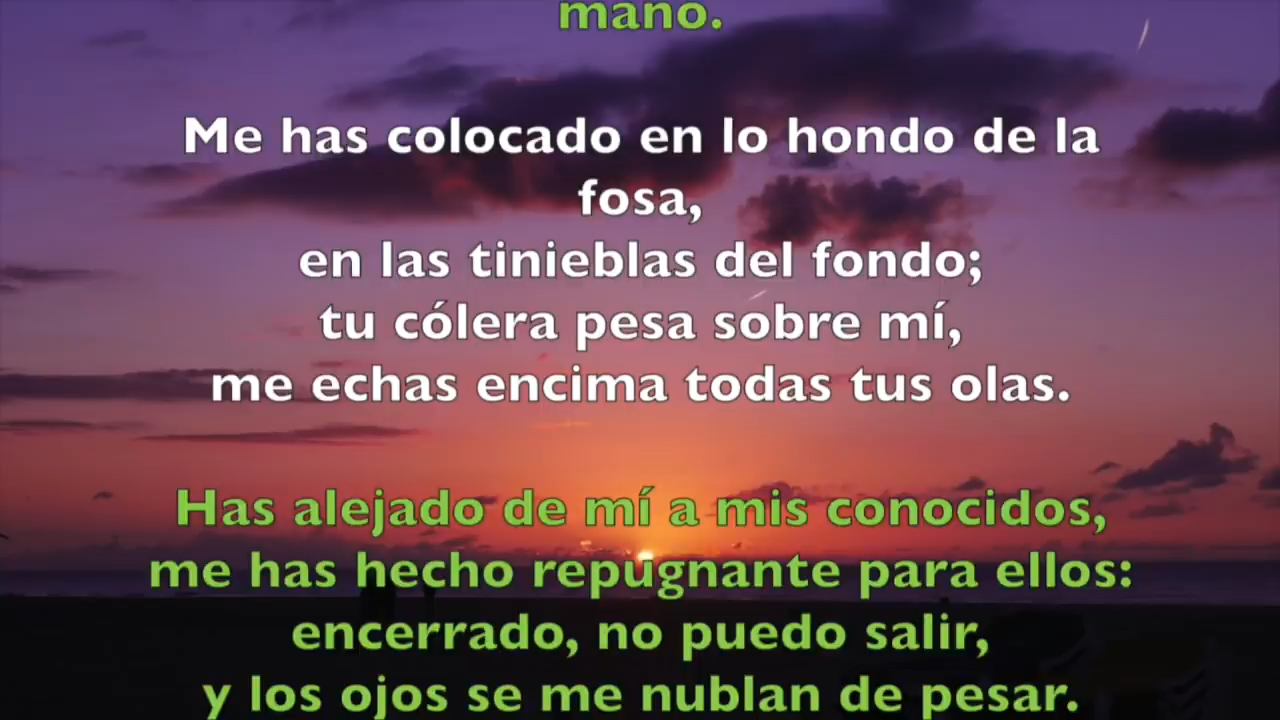 mano.
Me has colocado en lo hondo de la
fosa,
en las tinieblas del fondo;
tu cólera pesa sobre mí,
me echas encima todas tus olas.
Has alejado de mí a mis conocidos,
me has hecho repugnante para ellos:
encerrado, no puedo salir,
y los ojos se me nublan de pesar.